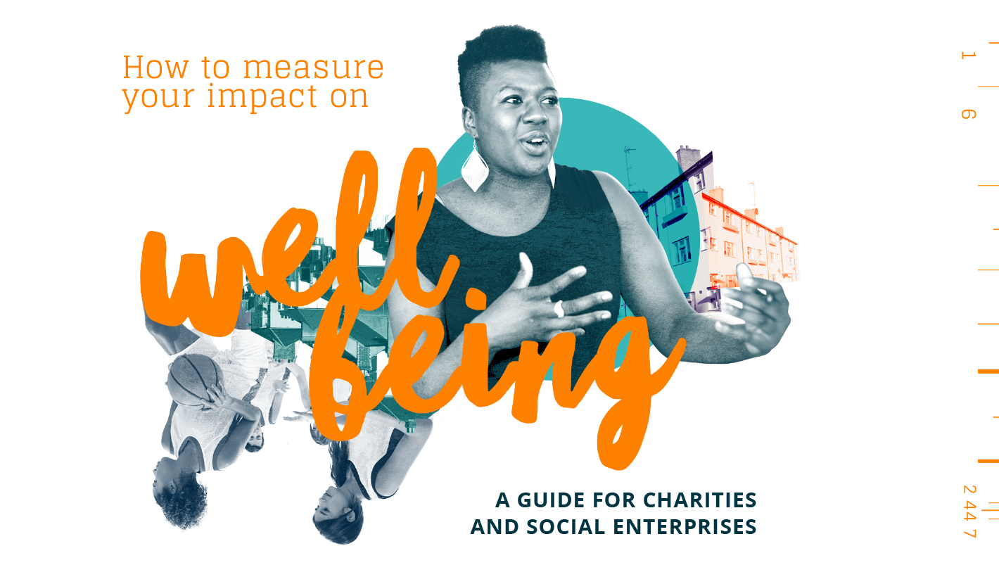 How to measure
your impact on
well
being
A GUIDE FOR CHARITIES
AND SOCIAL ENTERPRISES
1
6
2 44 7